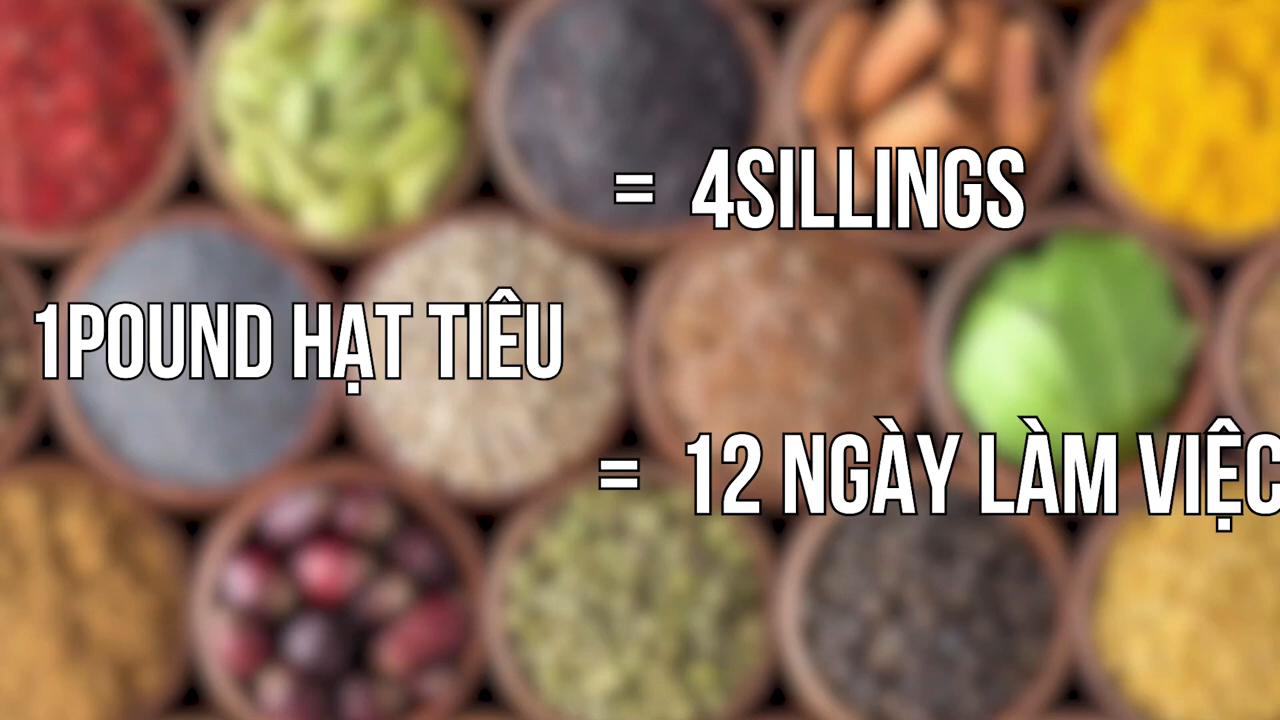 = 4SILLINGS
1POUND HẠT TIÊU
= 12 NGÀY LÀM VIỆC